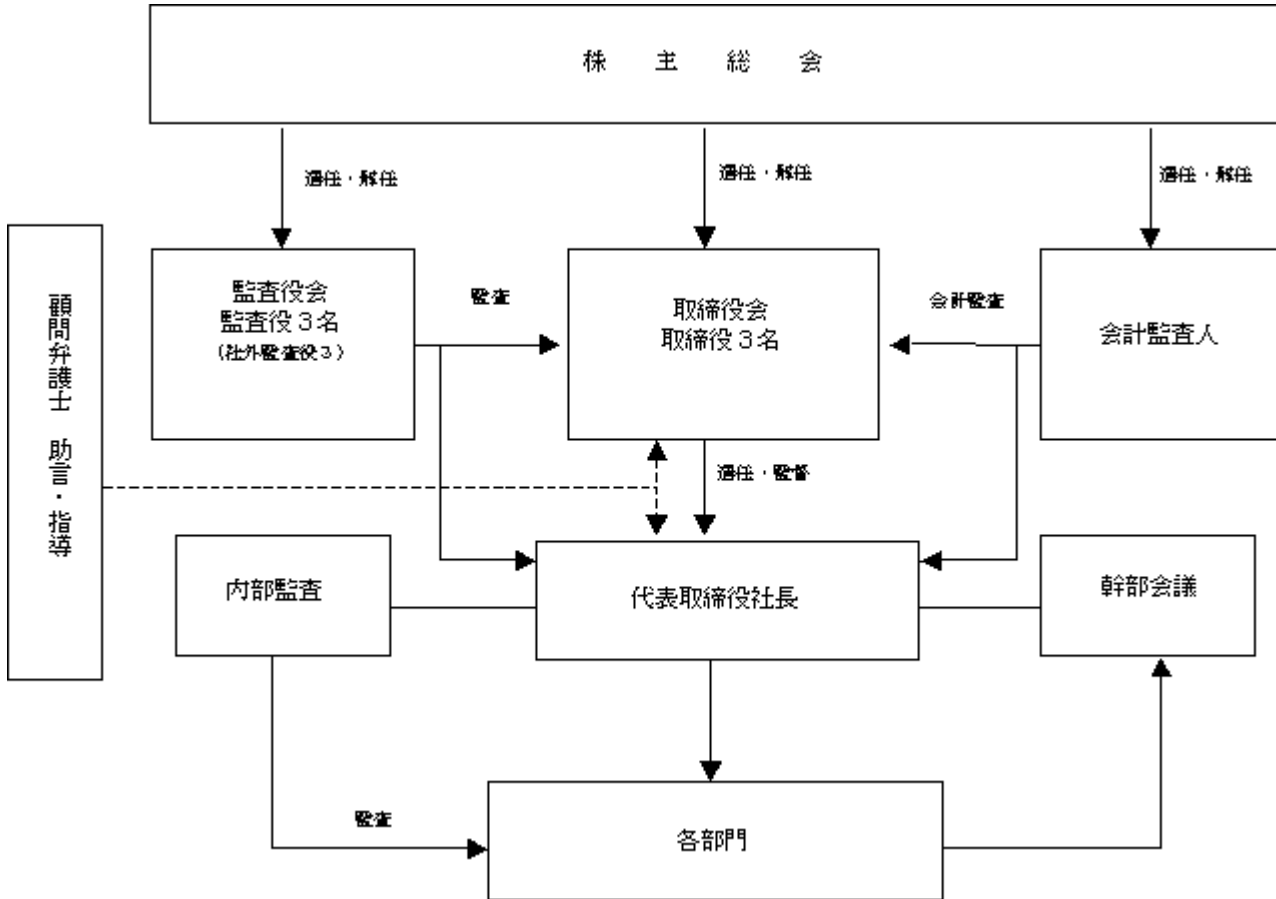 株 主 総 会
選任・解任
選任・解任
選任・解任
顧問弁護士 助言・指導
監査役会
監査役3名
(社外監査役3)
監査
取締役会
取締役3名
会計監査
会計監査人
選任・監督
内部監査
代表取締役社長
幹部会議
監査
各部門